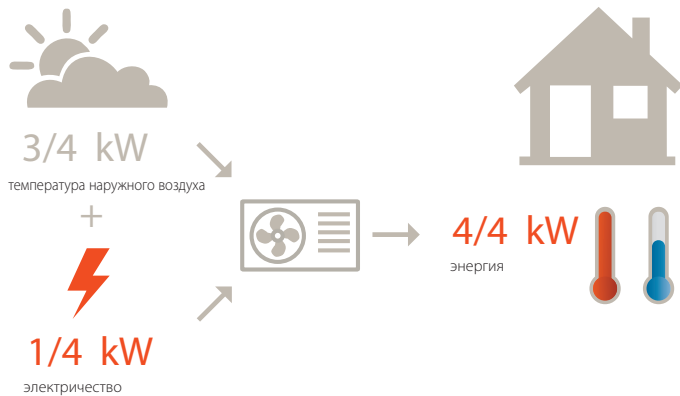 3/4 kW
температура наружного воздуха
+
1/4 kW
электричество
4/4 kW
энергия